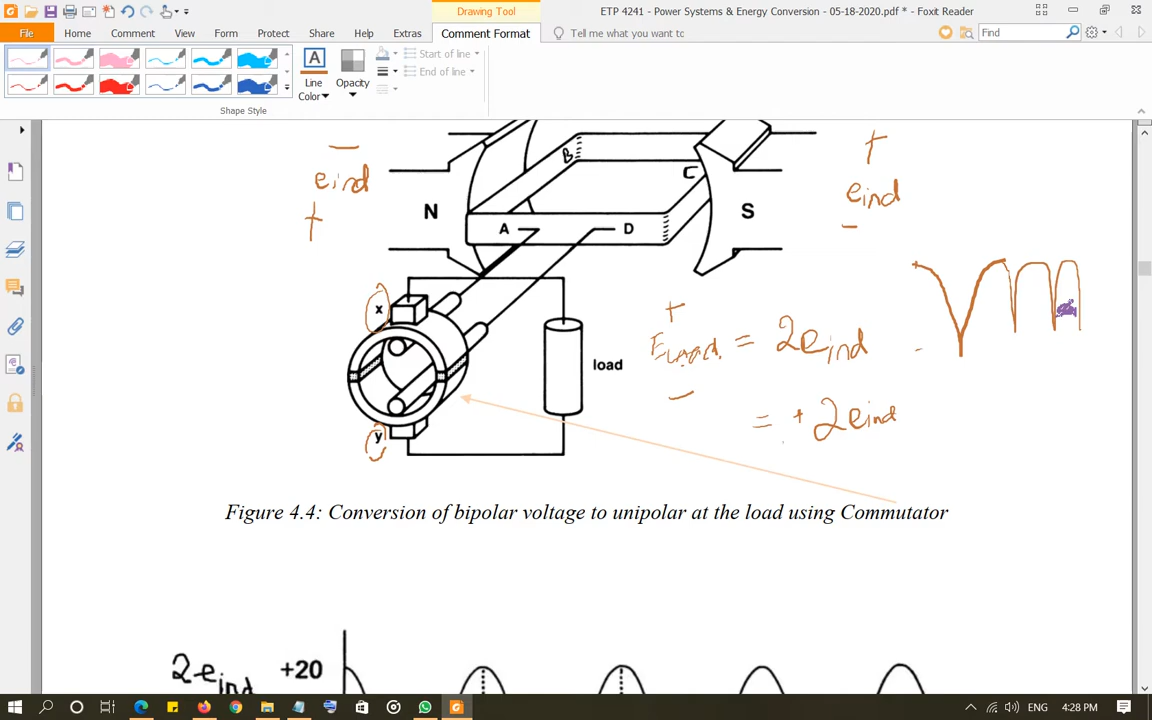 Drawing Tool
ETP 4241 - Power Systems & Energy Conversion - 05-18-2020.pdf * - Foxit Reader
File Home Comment View Form Protect Share Help Extras Comment Format Tell me what you want to Find
Line Color Opacity
Start of line
End of line
Shape Style
−
+
B
C
eind
eind
+
−
N
S
A
D
x
+
ELoad = 2eind
load
−
= +2eind
y
Figure 4.4: Conversion of bipolar voltage to unipolar at the load using Commutator
2eind +20
ENG 4:28 PM